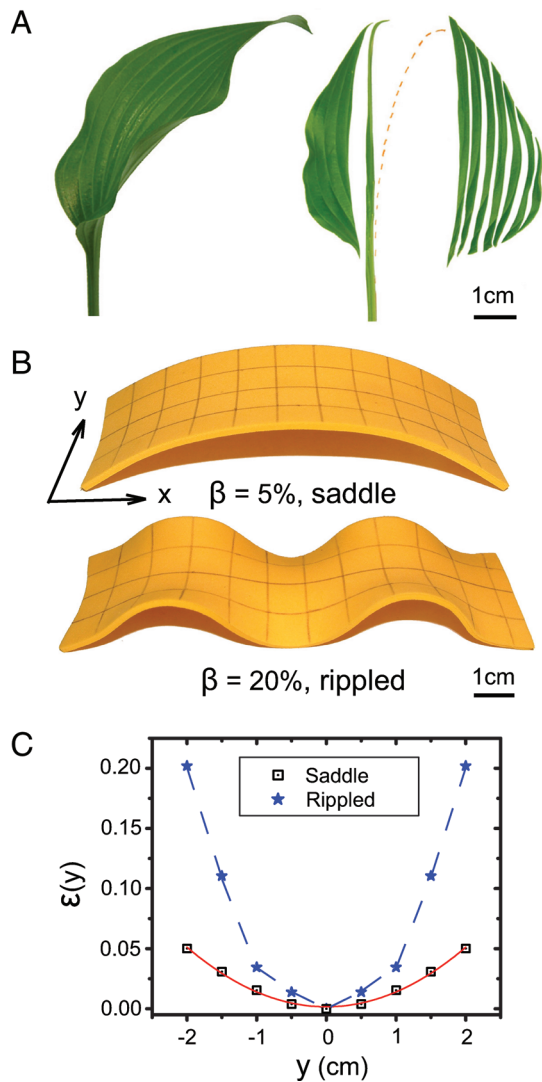 A
1cm
B
y
x
β = 5%, saddle
β = 20%, rippled
1cm
C
Saddle
Rippled
0.20
0.15
0.10
0.05
0.00
ε(y)
-2
-1
0
1
2
y (cm)